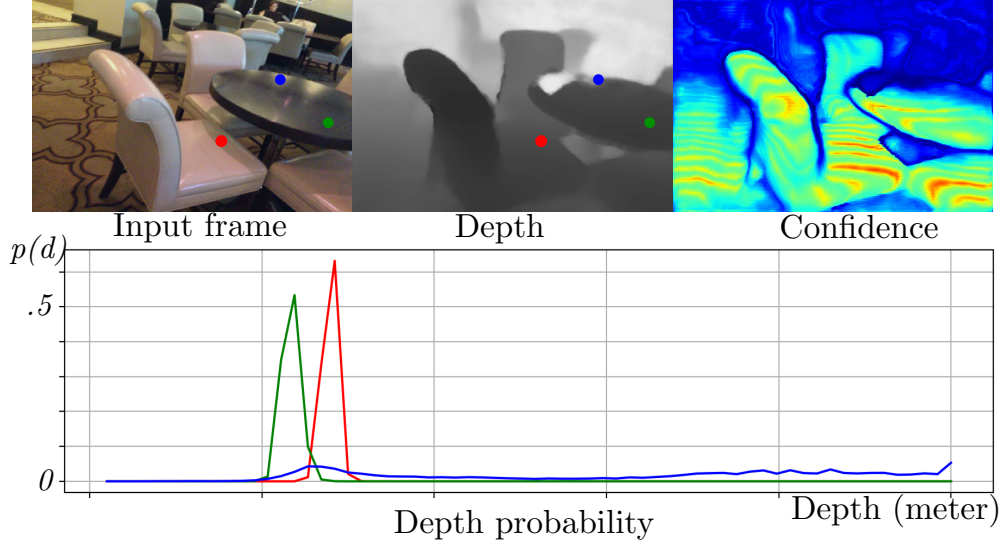 Input frame
Depth
Confidence
p(d)
.5
0
Depth (meter)
Depth probability